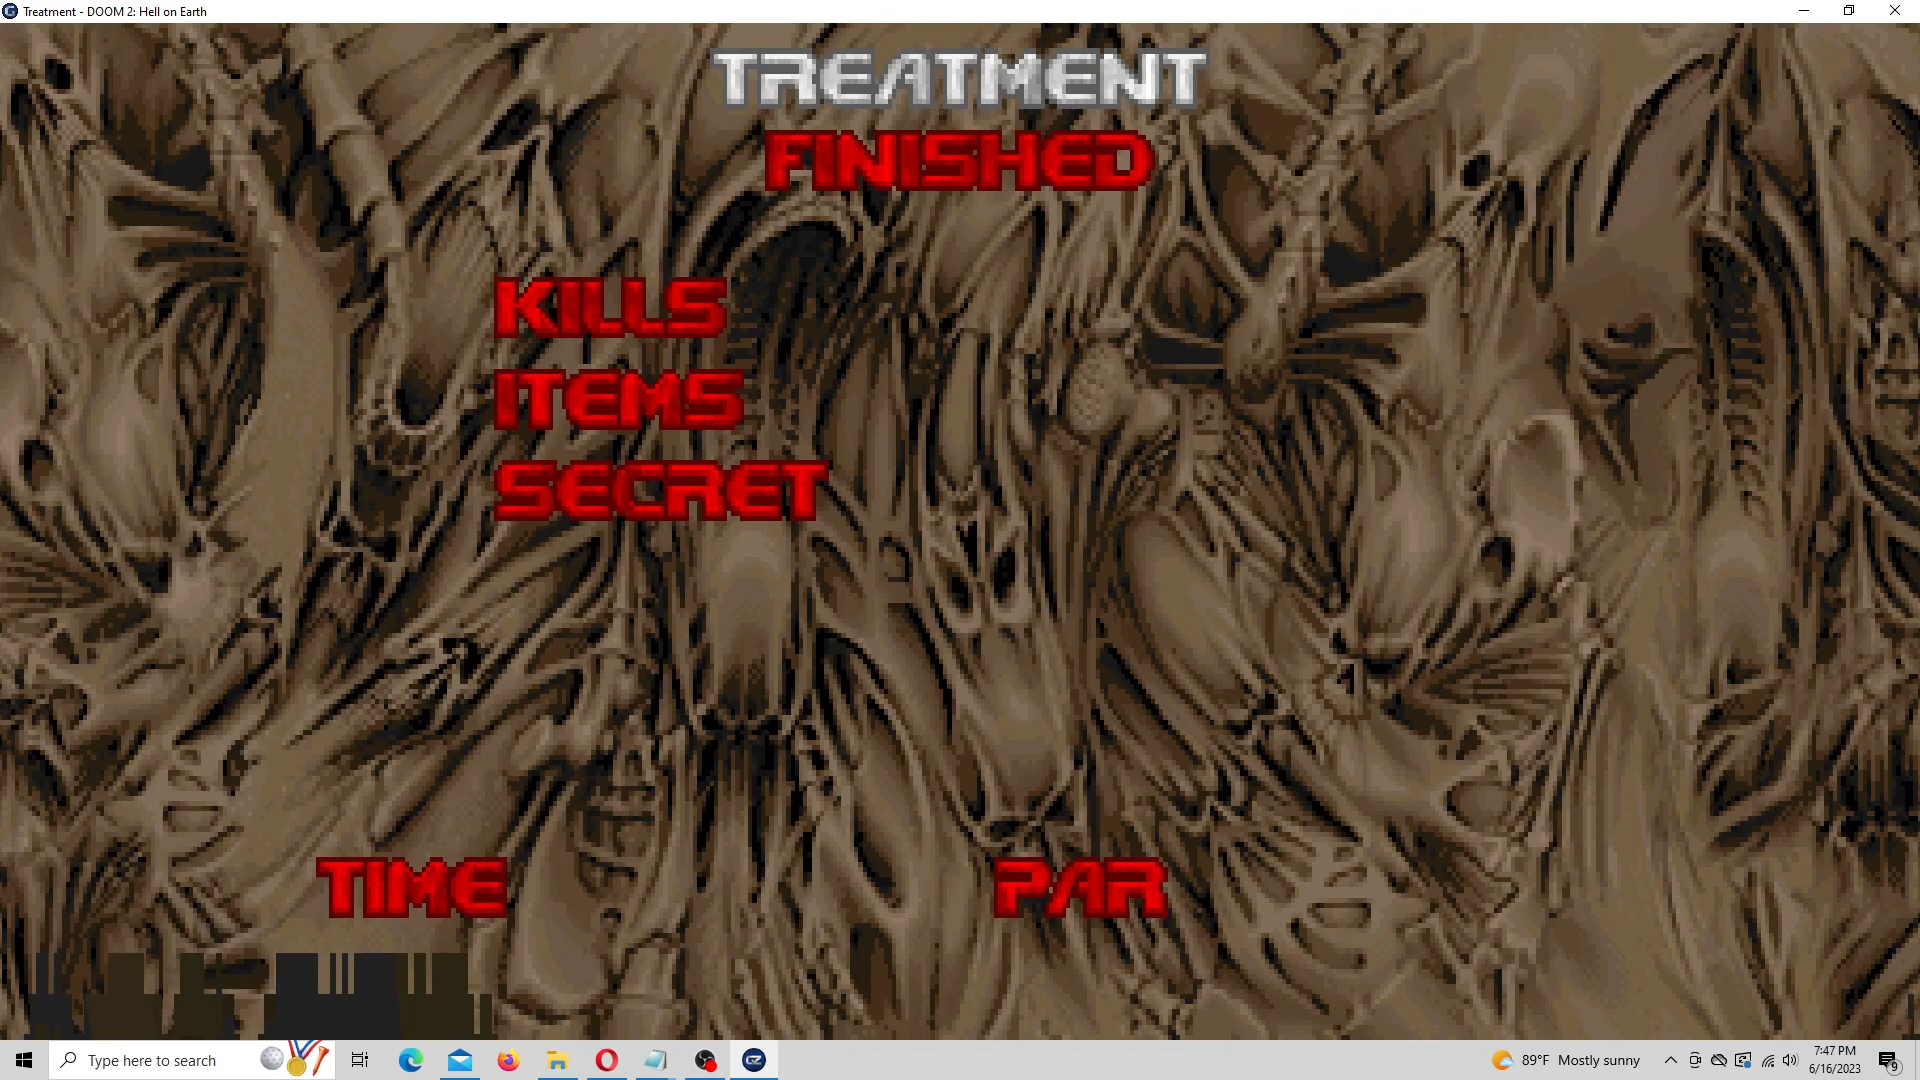 Treatment - DOOM 2: Hell on Earth
TREATMENT
FINISHED
KILLS
ITEMS
SECRET
TIME
PAR
Type here to search
89°F Mostly sunny
7:47 PM
6/16/2023
9